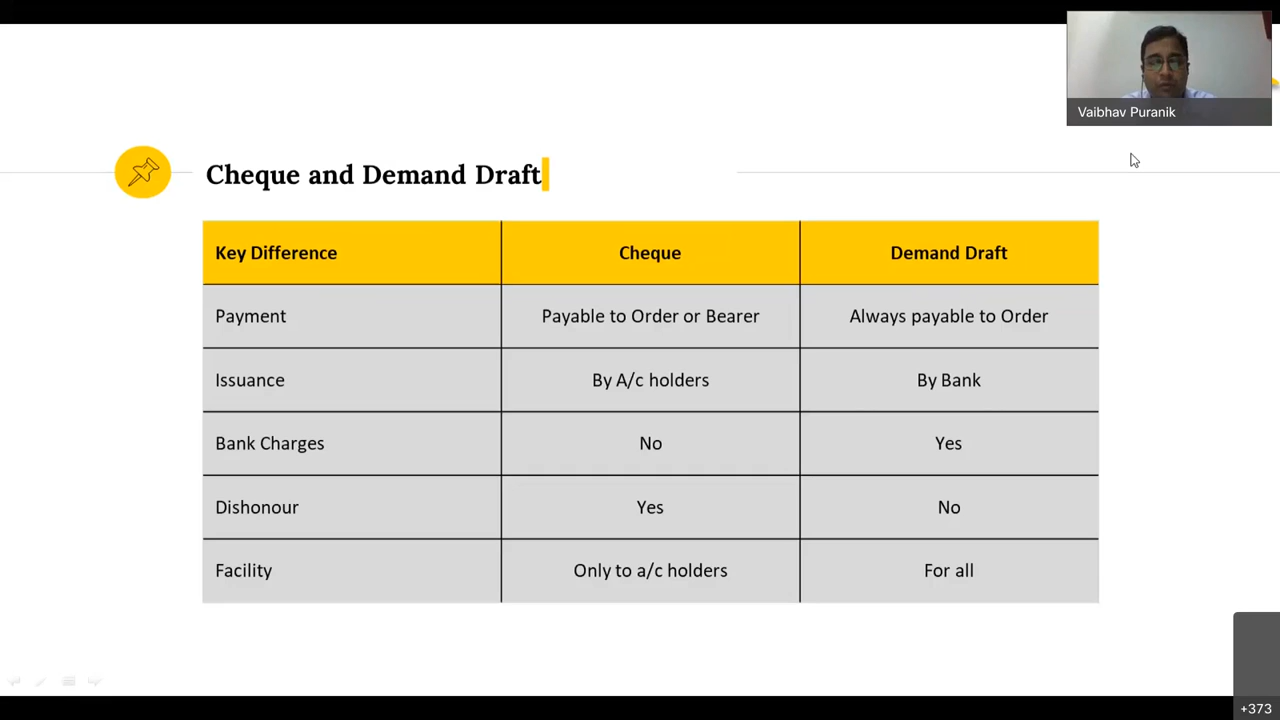 Vaibhav Puranik
Cheque and Demand Draft
Key Difference Cheque Demand Draft
Payment Payable to Order or Bearer Always payable to Order
Issuance By A/c holders By Bank
Bank Charges No Yes
Dishonour Yes No
Facility Only to a/c holders For all
+373